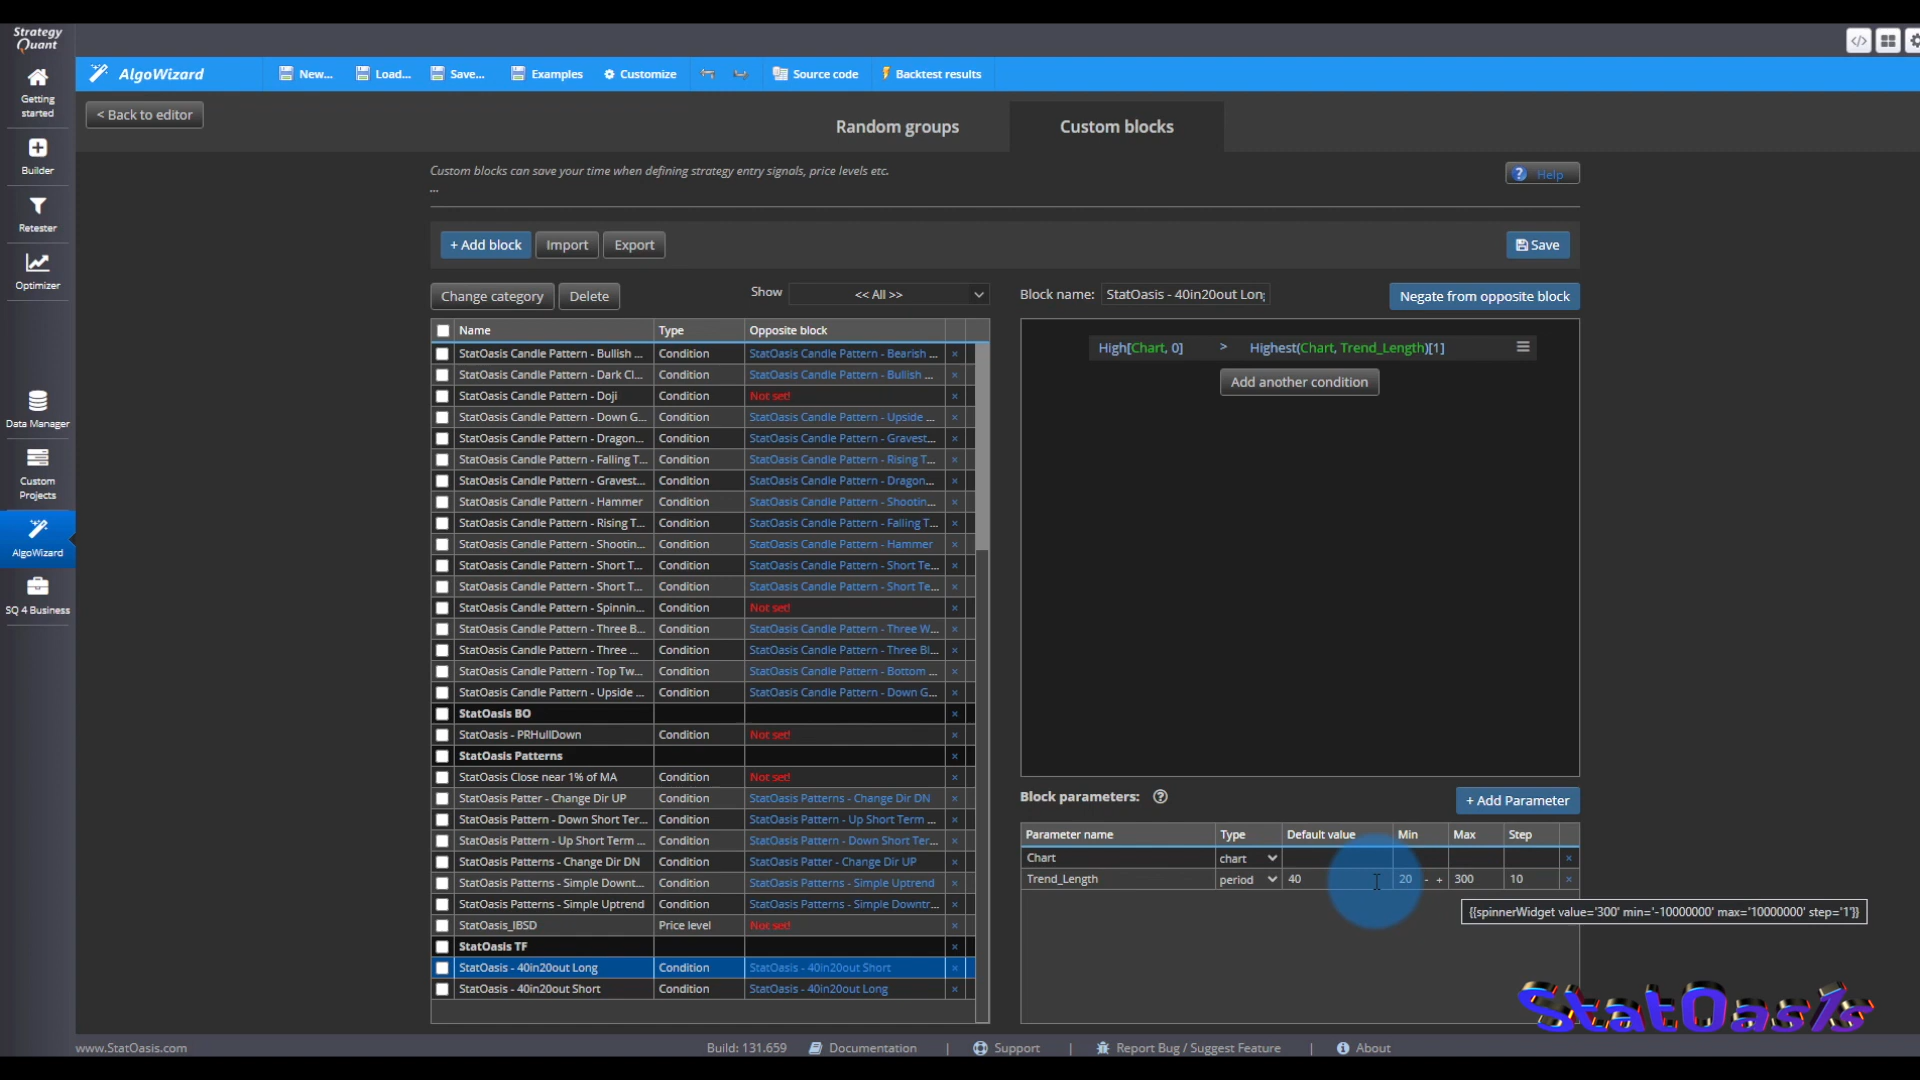 Strategy
Quant
AlgoWizard
New...
Load...
Save...
Examples
Customize
Source code
Backtest results
Getting
started
Builder
Retester
Optimizer
Data Manager
Custom
Projects
AlgoWizard
SQ 4 Business
< Back to editor
Random groups
Custom blocks
Custom blocks can save your time when defining strategy entry signals, price levels etc.
...
? Help
+ Add block
Import
Export
Save
Change category
Delete
Show
<< All >>
Block name:
StatOasis - 40in20out Long
Negate from opposite block
Name Type Opposite block
StatOasis Candle Pattern - Bullish ... Condition StatOasis Candle Pattern - Bearish ... ×
StatOasis Candle Pattern - Dark Cl... Condition StatOasis Candle Pattern - Bullish ... ×
StatOasis Candle Pattern - Doji Condition Not set! ×
StatOasis Candle Pattern - Down G... Condition StatOasis Candle Pattern - Upside ... ×
StatOasis Candle Pattern - Dragon... Condition StatOasis Candle Pattern - Gravest... ×
StatOasis Candle Pattern - Falling T... Condition StatOasis Candle Pattern - Rising T... ×
StatOasis Candle Pattern - Gravest... Condition StatOasis Candle Pattern - Dragon... ×
StatOasis Candle Pattern - Hammer Condition StatOasis Candle Pattern - Shootin... ×
StatOasis Candle Pattern - Rising T... Condition StatOasis Candle Pattern - Falling T... ×
StatOasis Candle Pattern - Shootin... Condition StatOasis Candle Pattern - Hammer ×
StatOasis Candle Pattern - Short T... Condition StatOasis Candle Pattern - Short Te... ×
StatOasis Candle Pattern - Short T... Condition StatOasis Candle Pattern - Short Te... ×
StatOasis Candle Pattern - Spinnin... Condition Not set! ×
StatOasis Candle Pattern - Three B... Condition StatOasis Candle Pattern - Three W... ×
StatOasis Candle Pattern - Three ... Condition StatOasis Candle Pattern - Three Bl... ×
StatOasis Candle Pattern - Top Tw... Condition StatOasis Candle Pattern - Bottom ... ×
StatOasis Candle Pattern - Upside ... Condition StatOasis Candle Pattern - Down G... ×
StatOasis BO ×
StatOasis - PRHullDown Condition Not set! ×
StatOasis Patterns ×
StatOasis Close near 1% of MA Condition Not set! ×
StatOasis Patter - Change Dir UP Condition StatOasis Patterns - Change Dir DN ×
StatOasis Pattern - Down Short Ter... Condition StatOasis Pattern - Up Short Term ... ×
StatOasis Pattern - Up Short Term ... Condition StatOasis Pattern - Down Short Ter... ×
StatOasis Patterns - Change Dir DN Condition StatOasis Patter - Change Dir UP ×
StatOasis Patterns - Simple Downt... Condition StatOasis Patterns - Simple Uptrend ×
StatOasis Patterns - Simple Uptrend Condition StatOasis Patterns - Simple Downtr... ×
StatOasis_IBSD Price level Not set! ×
StatOasis TF ×
StatOasis - 40in20out Long Condition StatOasis - 40in20out Short ×
StatOasis - 40in20out Short Condition StatOasis - 40in20out Long ×
High[Chart, 0] > Highest(Chart, Trend_Length)[1]
Add another condition
Block parameters: ?
+ Add Parameter
Parameter name Type Default value Min Max Step
Chart chart ×
Trend_Length period 40 20 - + 300 10 ×
{{spinnerWidget value='300' min='-10000000' max='10000000' step='1'}}
StatOasis
www.StatOasis.com
Build: 131.659
Documentation
|
Support
|
Report Bug / Suggest Feature
|
About